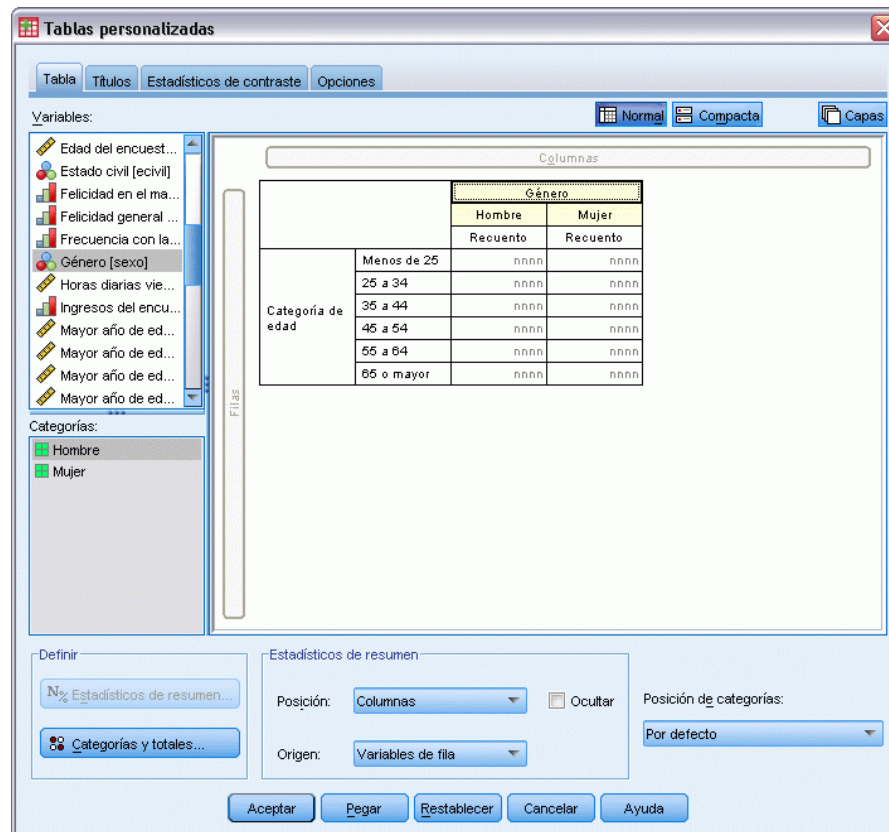 Tablas personalizadas
Tabla Títulos Estadísticos de contraste Opciones
Variables:
Normal Compacta Capas
Edad del encuest...
Estado civil [ecivil]
Felicidad en el ma...
Felicidad general ...
Frecuencia con la...
Género [sexo]
Horas diarias vie...
Ingresos del encu...
Mayor año de ed...
Mayor año de ed...
Mayor año de ed...
Mayor año de ed...
Categorías:
Hombre
Mujer
Columnas
Filas
Género
Hombre Mujer
Recuento Recuento
Categoría de edad
Menos de 25 nnnn nnnn
25 a 34 nnnn nnnn
35 a 44 nnnn nnnn
45 a 54 nnnn nnnn
55 a 64 nnnn nnnn
65 o mayor nnnn nnnn
Definir
N% Estadísticos de resumen...
Categorías y totales...
Estadísticos de resumen
Posición: Columnas Ocultar
Origen: Variables de fila
Posición de categorías:
Por defecto
Aceptar Pegar Restablecer Cancelar Ayuda